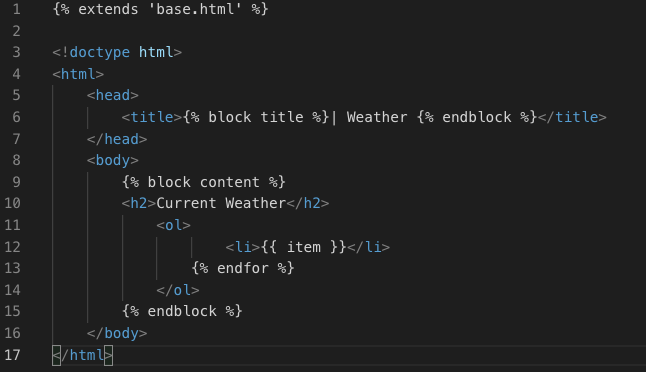 1 {% extends 'base.html' %}
2
3 <!doctype html>
4 <html>
5     <head>
6         <title>{% block title %}| Weather {% endblock %}</title>
7     </head>
8     <body>
9         {% block content %}
10         <h2>Current Weather</h2>
11             <ol>
12                     <li>{{ item }}</li>
13                 {% endfor %}
14             </ol>
15         {% endblock %}
16     </body>
17 </html>